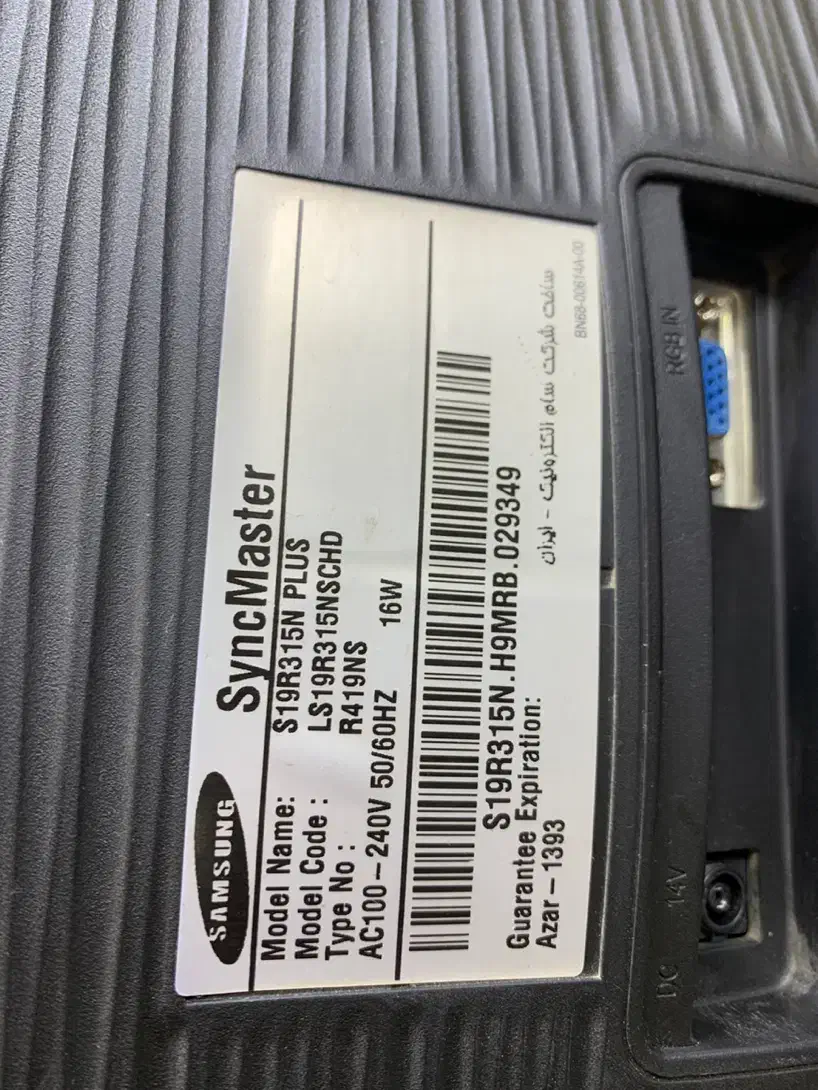 SAMSUNG SyncMaster
Model Name: S19R315N PLUS
Model Code : LS19R315NSCHD
Type No : R419NS
AC100-240V 50/60HZ 16W
S19R315N.H9MRB.029349
Guarantee Expiration:
Azar-1393
ساخت شرکت سام الکترونیک - ایران
BN68-00614A-00
RGB IN
DC 14V